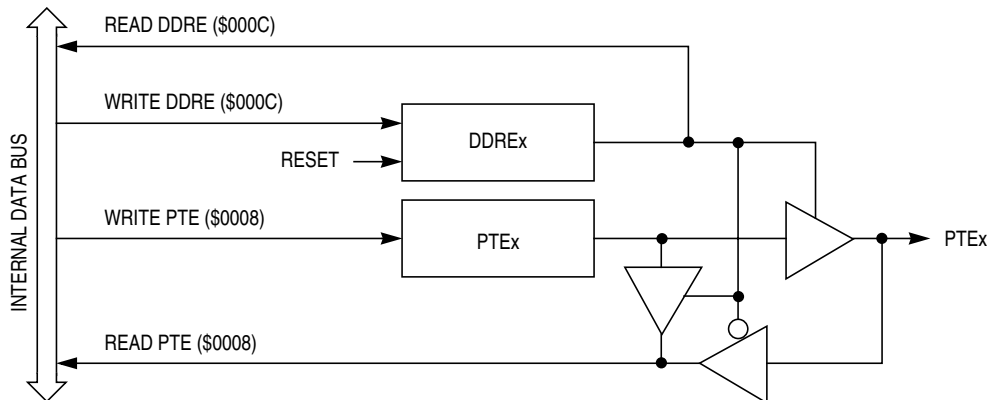 READ DDRE ($000C)
WRITE DDRE ($000C)
DDREx
RESET
INTERNAL DATA BUS
WRITE PTE ($0008)
PTEx
PTEx
READ PTE ($0008)